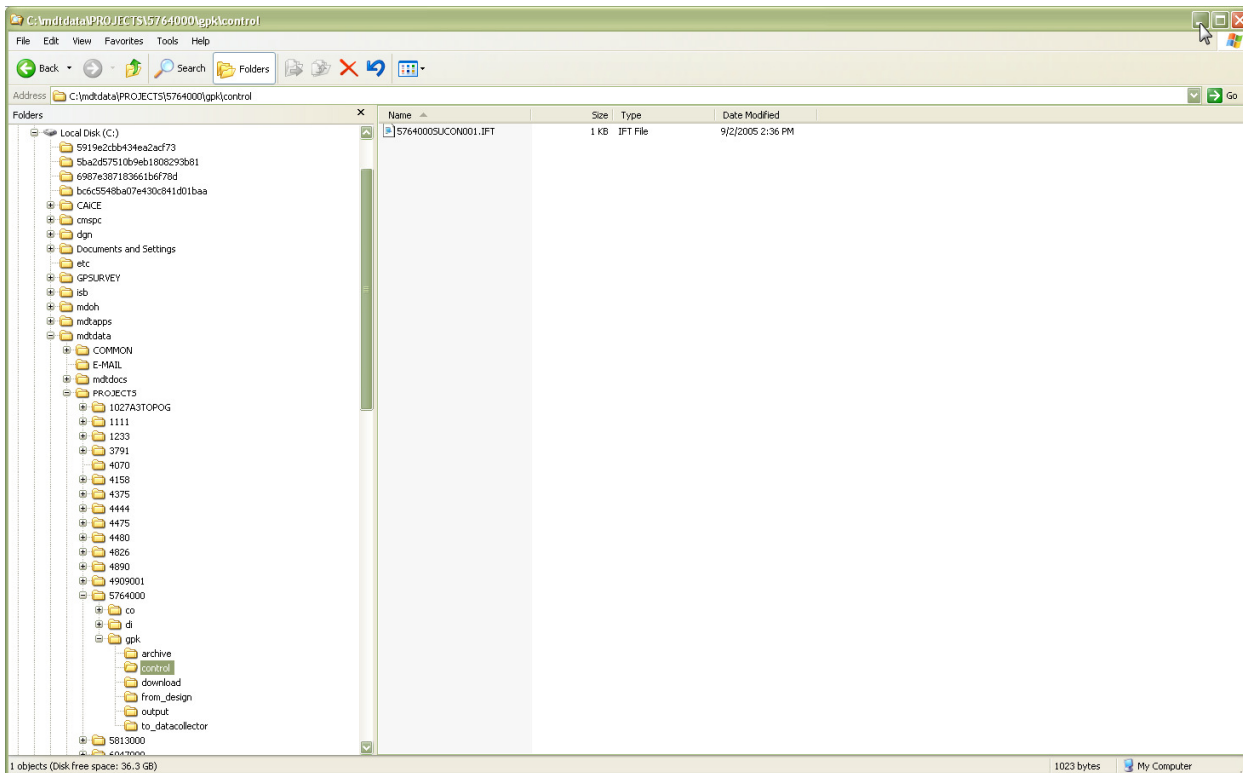 C:\mdtdata\PROJECTS\5764000\gpk\control
File Edit View Favorites Tools Help
Back Search Folders
Address C:\mdtdata\PROJECTS\5764000\gpk\control Go
Folders
Name Size Type Date Modified
Local Disk (C:)
5764000SUCON001.IFT 1 KB IFT File 9/2/2005 2:36 PM
5919e2cbb434ea2acf73
5ba2d57510b9eb1808293b81
6987e387183661b6f78d
bc6c5548ba07e430c841d01baa
CAiCE
cmspc
dgn
Documents and Settings
etc
GPSURVEY
isb
mdoh
mdtapps
mdtdata
COMMON
E-MAIL
mdtdocs
PROJECTS
1027A3TOPOG
1111
1233
3791
4070
4158
4375
4444
4475
4480
4826
4890
4909001
5764000
co
di
gpk
archive
control
download
from_design
output
to_datacollector
5813000
1 objects (Disk free space: 36.3 GB) 1023 bytes My Computer